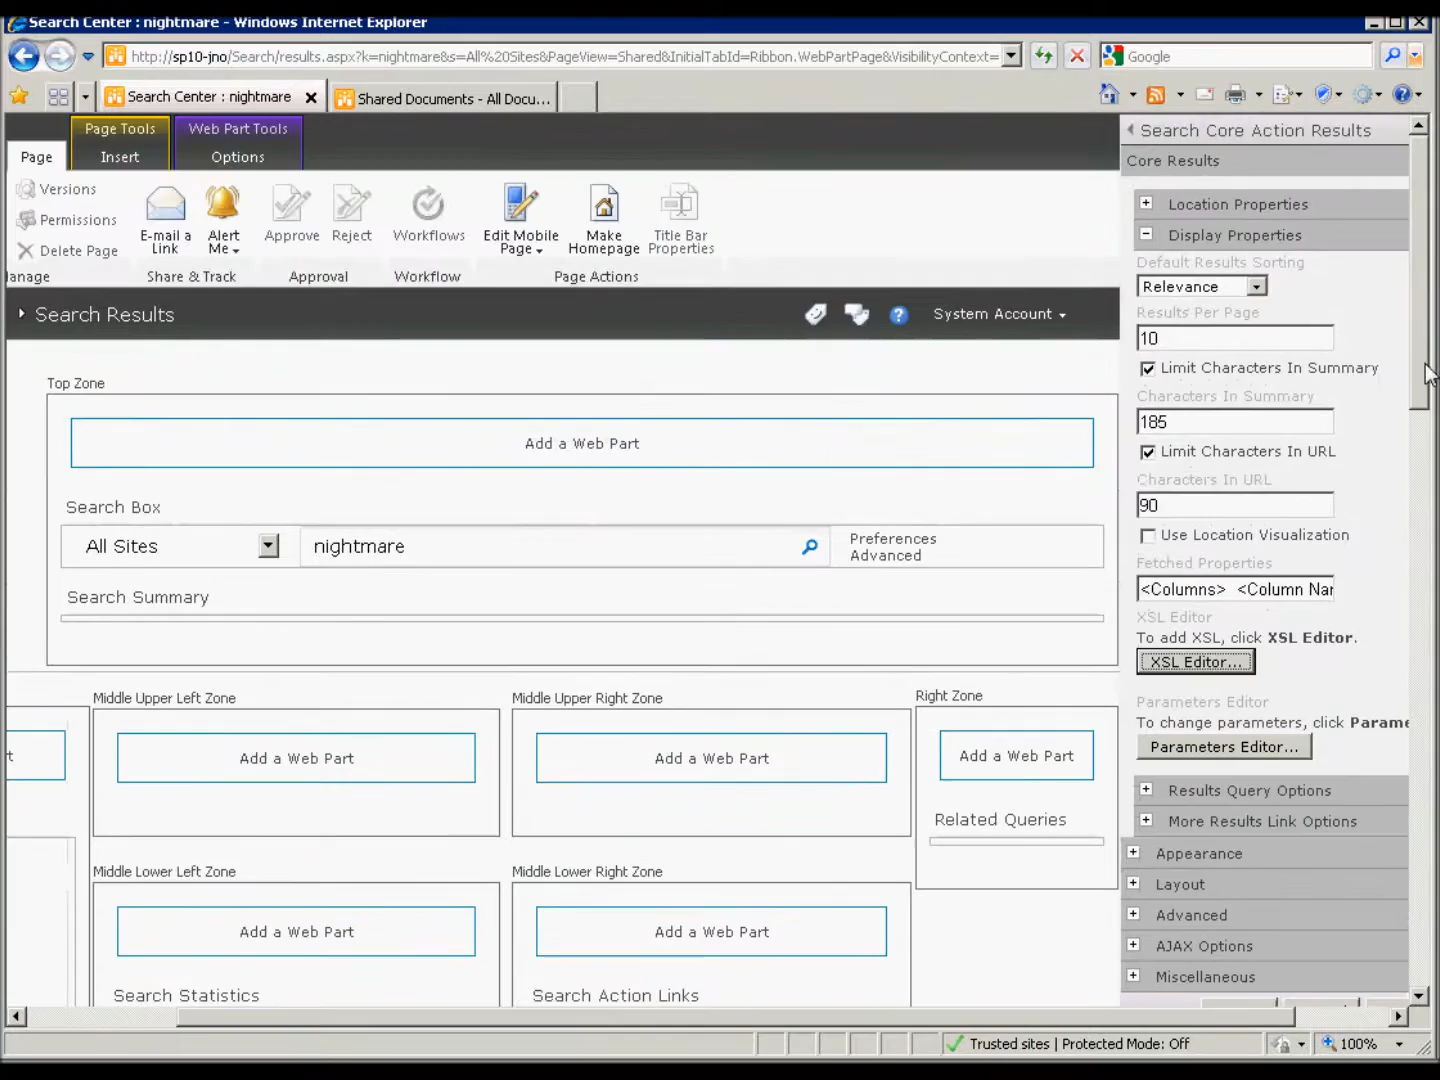 Search Center : nightmare - Windows Internet Explorer
http://sp10-jno/Search/results.aspx?k=nightmare&s=All%20Sites&PageView=Shared&InitialTabId=Ribbon.WebPartPage&VisibilityContext=
Google
Search Center : nightmare
Shared Documents - All Docu...
Page Tools
Web Part Tools
Page
Insert
Options
Versions
Permissions
Delete Page
E-mail a
Link
Alert
Me
Approve
Reject
Workflows
Edit Mobile
Page
Make
Homepage
Title Bar
Properties
lanage
Share & Track
Approval
Workflow
Page Actions
Search Results
System Account
Top Zone
Add a Web Part
Search Box
All Sites
nightmare
Preferences
Advanced
Search Summary
Middle Upper Left Zone
Middle Upper Right Zone
Right Zone
rt
Add a Web Part
Add a Web Part
Add a Web Part
Related Queries
Middle Lower Left Zone
Middle Lower Right Zone
Add a Web Part
Add a Web Part
Search Statistics
Search Action Links
Search Core Action Results
Core Results
Location Properties
Display Properties
Default Results Sorting
Relevance
Results Per Page
10
Limit Characters In Summary
Characters In Summary
185
Limit Characters In URL
Characters In URL
90
Use Location Visualization
Fetched Properties
<Columns> <Column Nar
XSL Editor
To add XSL, click XSL Editor.
XSL Editor...
Parameters Editor
To change parameters, click Parame
Parameters Editor...
Results Query Options
More Results Link Options
Appearance
Layout
Advanced
AJAX Options
Miscellaneous
Trusted sites | Protected Mode: Off
100%